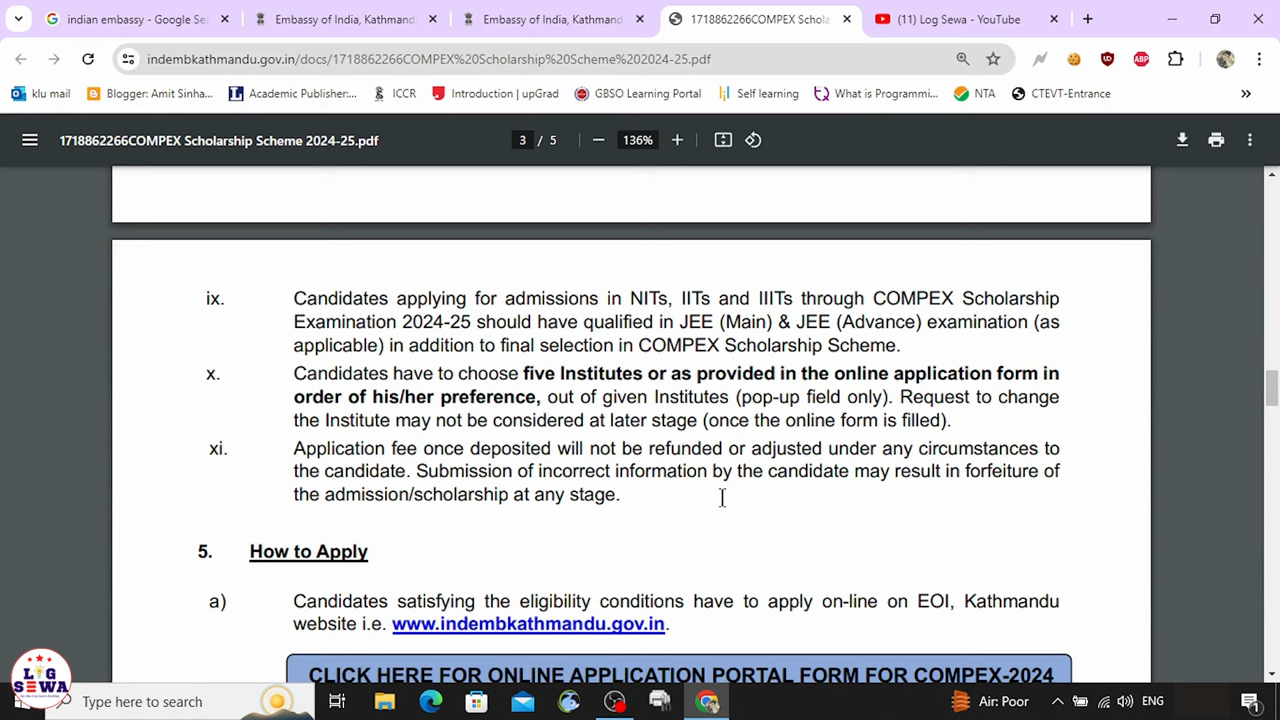 indian embassy - Google Se
Embassy of India, Kathmand
Embassy of India, Kathmand
1718862266COMPEX Schola
(11) Log Sewa - YouTube
indembkathmandu.gov.in/docs/1718862266COMPEX%20Scholarship%20Scheme%202024-25.pdf
klu mail
Blogger: Amit Sinha...
Academic Publisher:...
ICCR
Introduction | upGrad
GBSO Learning Portal
Self learning
What is Programmi...
NTA
CTEVT-Entrance
1718862266COMPEX Scholarship Scheme 2024-25.pdf
3 / 5
136%
ix. Candidates applying for admissions in NITs, IITs and IIITs through COMPEX Scholarship
Examination 2024-25 should have qualified in JEE (Main) & JEE (Advance) examination (as
applicable) in addition to final selection in COMPEX Scholarship Scheme.
x. Candidates have to choose five Institutes or as provided in the online application form in
order of his/her preference, out of given Institutes (pop-up field only). Request to change
the Institute may not be considered at later stage (once the online form is filled).
xi. Application fee once deposited will not be refunded or adjusted under any circumstances to
the candidate. Submission of incorrect information by the candidate may result in forfeiture of
the admission/scholarship at any stage.
5. How to Apply
a) Candidates satisfying the eligibility conditions have to apply on-line on EOI, Kathmandu
website i.e. www.indembkathmandu.gov.in.
CLICK HERE FOR ONLINE APPLICATION PORTAL FORM FOR COMPEX-2024
LOG
SEWA
Type here to search
Air: Poor
ENG